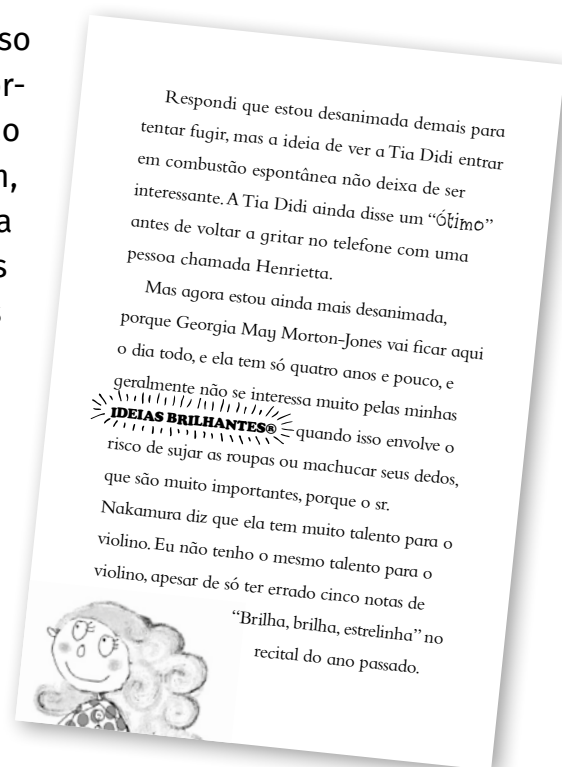 so
r-
o
n,
a
s
Respondi que estou desanimada demais para
tentar fugir, mas a ideia de ver a Tia Didi entrar
em combustão espontânea não deixa de ser
interessante. A Tia Didi ainda disse um “ótimo”
antes de voltar a gritar no telefone com uma
pessoa chamada Henrietta.
Mas agora estou ainda mais desanimada,
porque Georgia May Morton-Jones vai ficar aqui
o dia todo, e ela tem só quatro anos e pouco, e
geralmente não se interessa muito pelas minhas
IDEIAS BRILHANTES® quando isso envolve o
risco de sujar as roupas ou machucar seus dedos,
que são muito importantes, porque o sr.
Nakamura diz que ela tem muito talento para o
violino. Eu não tenho o mesmo talento para o
violino, apesar de só ter errado cinco notas de
“Brilha, brilha, estrelinha” no
recital do ano passado.